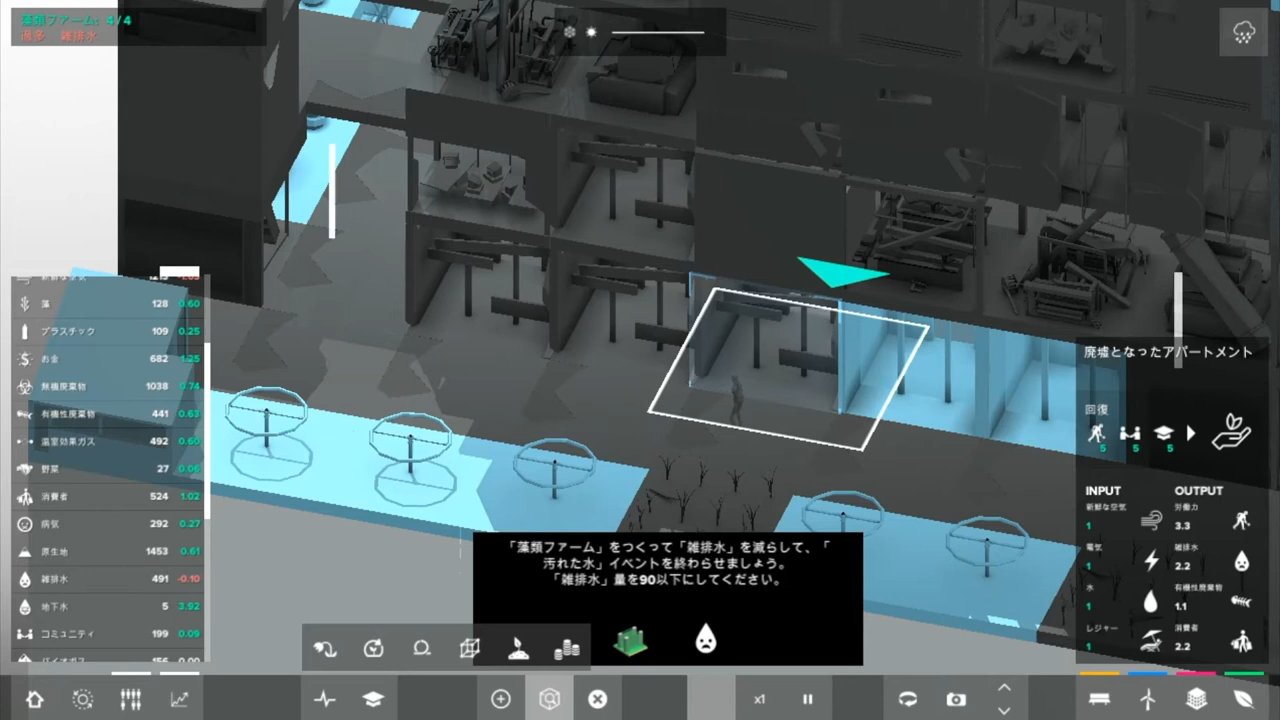 藻類ファーム: 4/4
過多 雑排水
藻 128 0.60
プラスチック 109 0.25
お金 682 1.25
無機廃棄物 1038 0.74
有機性廃棄物 441 0.63
温室効果ガス 492 0.60
野菜 27 0.06
消費者 524 1.02
病気 292 0.27
原生地 1453 0.61
雑排水 491 -0.10
地下水 5 3.92
コミュニティ 199 0.09
バイオガス 156 0.00
「藻類ファーム」をつくって「雑排水」を減らして、「
汚れた水」イベントを終わらせましょう。
「雑排水」量を90以下にしてください。
廃墟となったアパートメント
回復
5 5 5
INPUT OUTPUT
新鮮な空気 労働力
1 3.3
電気 雑排水
1 2.2
水 有機性廃棄物
1 1.1
レジャー 消費者
1 2.2
x1